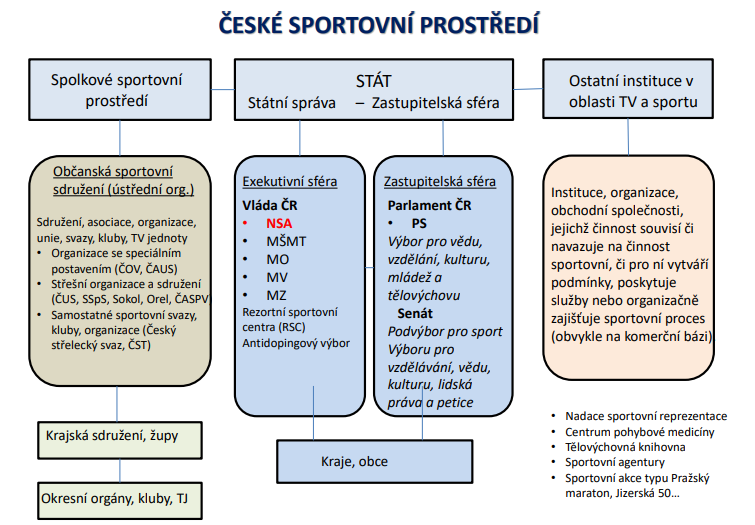 ČESKÉ SPORTOVNÍ PROSTŘEDÍ
Spolkové sportovní
prostředí
STÁT
Státní správa – Zastupitelská sféra
Ostatní instituce v
oblasti TV a sportu
Občanská sportovní
sdružení (ústřední org.)
Sdružení, asociace, organizace,
unie, svazy, kluby, TV jednoty
• Organizace se speciálním
postavením (ČOV, ČAUS)
• Střešní organizace a sdružení
(ČUS, SSpS, Sokol, Orel, ČASPV)
• Samostatné sportovní svazy,
kluby, organizace (Český
střelecký svaz, ČST)
Krajská sdružení, župy
Okresní orgány, kluby, TJ
Exekutivní sféra
Vláda ČR
• NSA
• MŠMT
• MO
• MV
• MZ
Rezortní sportovní
centra (RSC)
Antidopingový výbor
Zastupitelská sféra
Parlament ČR
• PS
Výbor pro vědu,
vzdělání, kulturu,
mládež a
tělovýchovu
Senát
Podvýbor pro sport
Výboru pro
vzdělávání, vědu,
kulturu, lidská
práva a petice
Kraje, obce
Instituce, organizace,
obchodní společnosti,
jejichž činnost souvisí či
navazuje na činnost
sportovní, či pro ní vytváří
podmínky, poskytuje
služby nebo organizačně
zajišťuje sportovní proces
(obvykle na komerční bázi)
• Nadace sportovní reprezentace
• Centrum pohybové medicíny
• Tělovýchovná knihovna
• Sportovní agentury
• Sportovní akce typu Pražský
maraton, Jizerská 50…